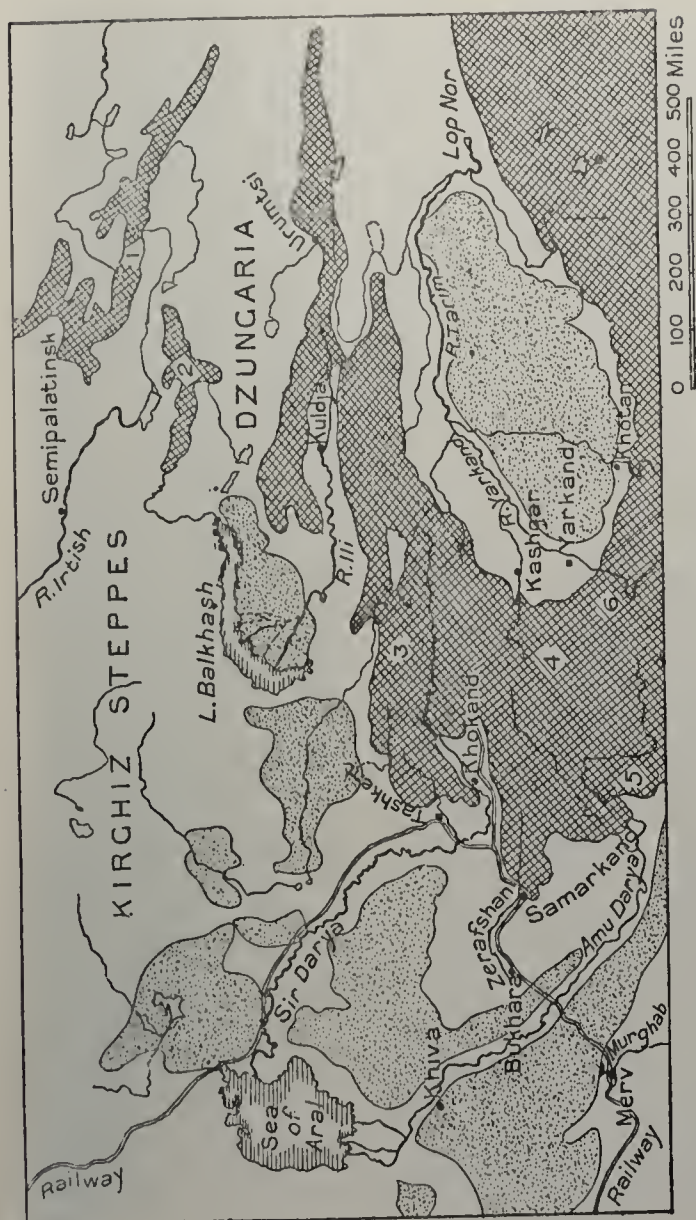 Railway
KIRGHIZ STEPPES
R.Irtish
Semipalatinsk
1
2
Sea
of
Aral
Sir Darya
L.Balkhash
DZUNGARIA
Urumtsi
Kuldja
R.Ili
Tashkent
3
Khokand
Khiva
Bukhara
Zerafshan
Samarkand
Amu Darya
Merv
Murghab
Railway
4
5
6
Kashgar
Yarkand
R.Yarkand
R.Tarim
Lop Nor
Khotan
0 100 200 300 400 500 Miles